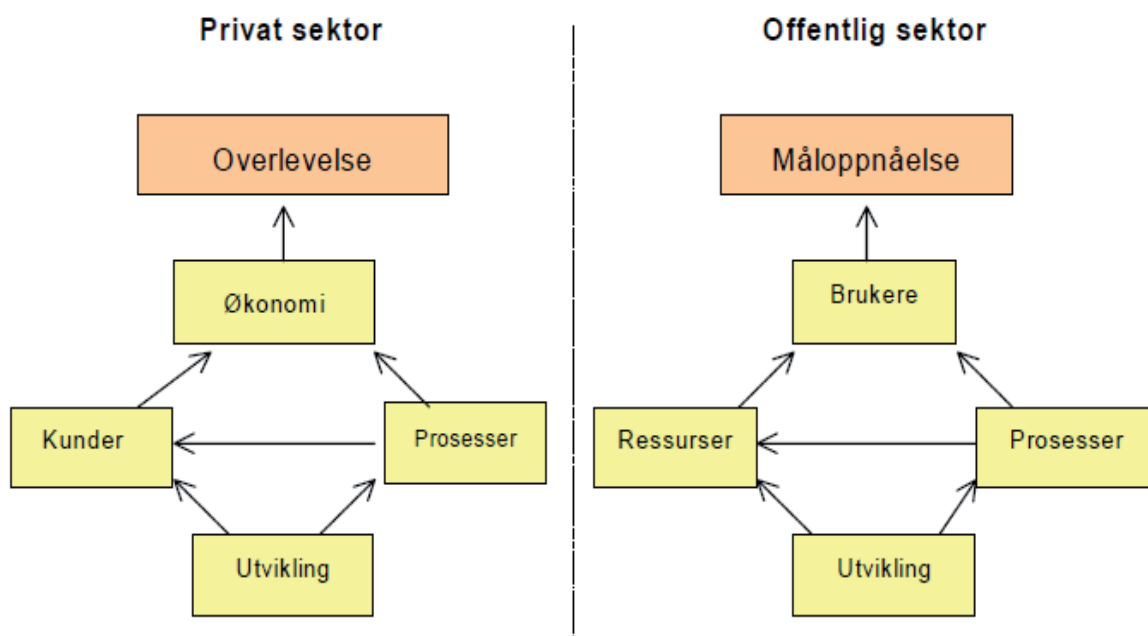 Privat sektor
Offentlig sektor
Overlevelse
Måloppnåelse
Økonomi
Brukere
Kunder
Prosesser
Ressurser
Prosesser
Utvikling
Utvikling